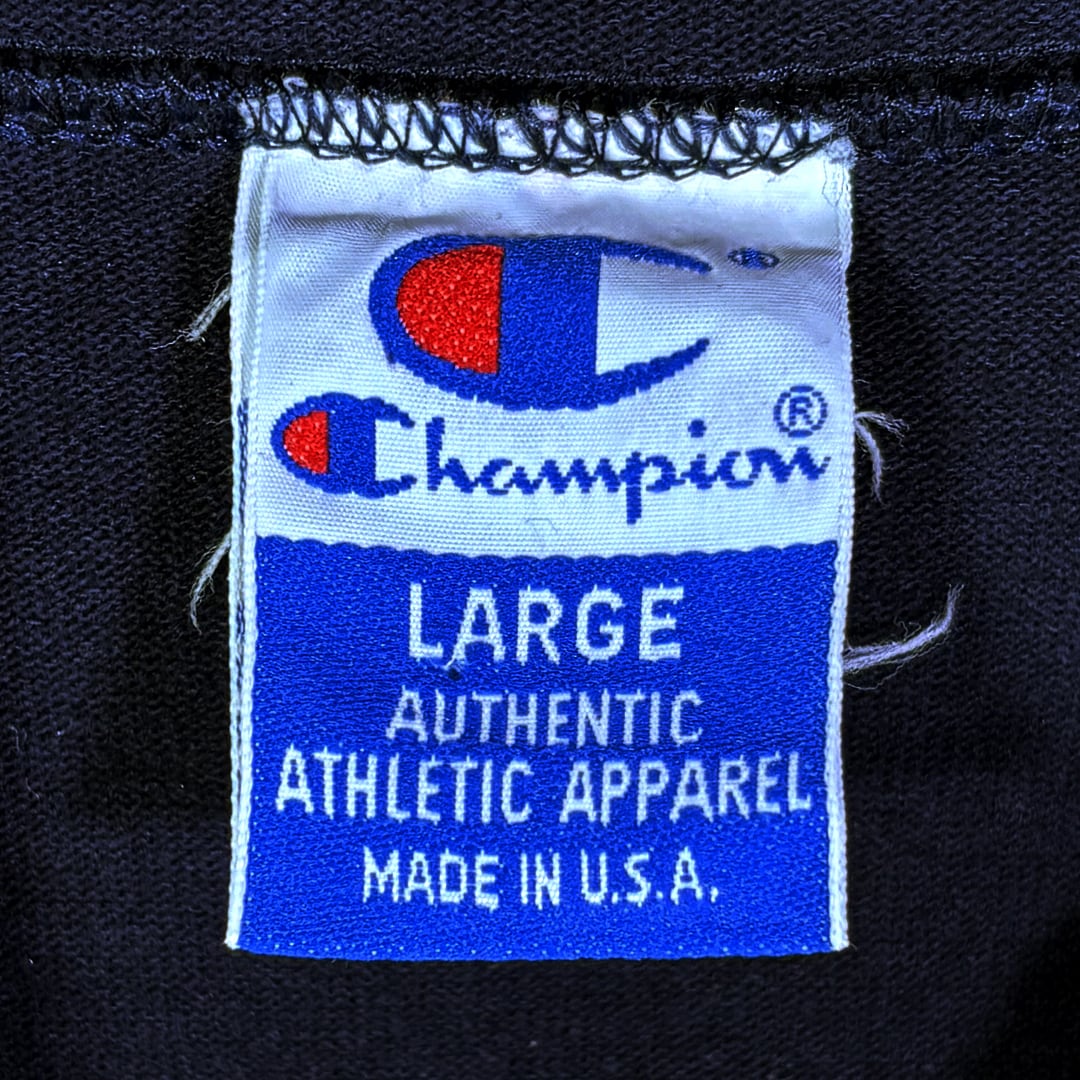 Champion®
LARGE
AUTHENTIC
ATHLETIC APPAREL
MADE IN U.S.A.